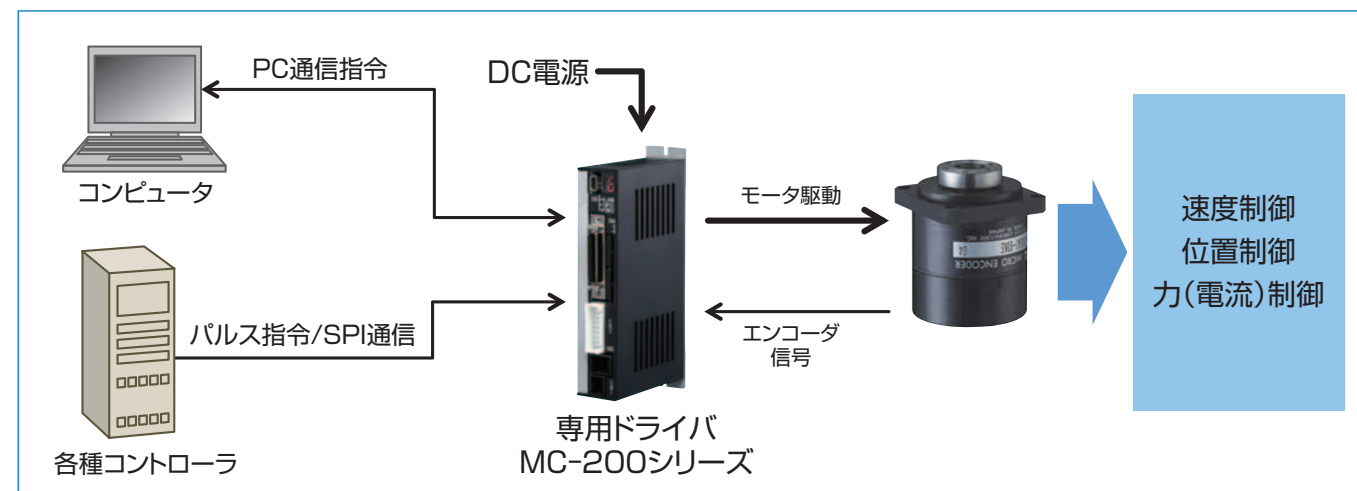 PC通信指令
DC電源
コンピュータ
モータ駆動
速度制御
位置制御
力(電流)制御
パルス指令/SPI通信
エンコーダ
信号
専用ドライバ
MC-200シリーズ
各種コントローラ
MICRO ENCODER